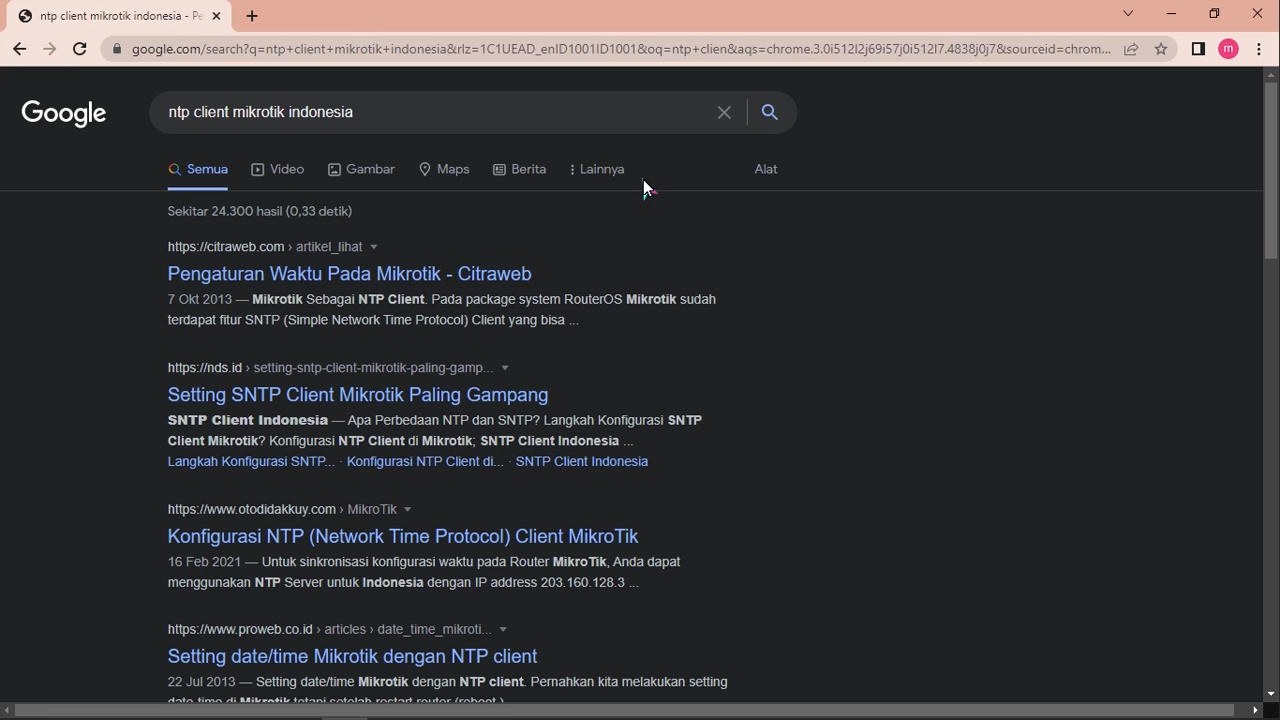 ntp client mikrotik indonesia - Pe
google.com/search?q=ntp+client+mikrotik+indonesia&rlz=1C1UEAD_enID1001ID1001&oq=ntp+clien&aqs=chrome.3.0i512l2j69i57j0i512l7.4838j0j7&sourceid=chrom...
m
Google
ntp client mikrotik indonesia
Semua Video Gambar Maps Berita Lainnya Alat
Sekitar 24.300 hasil (0,33 detik)
https://citraweb.com › artikel_lihat
Pengaturan Waktu Pada Mikrotik - Citraweb
7 Okt 2013 — Mikrotik Sebagai NTP Client. Pada package system RouterOS Mikrotik sudah
terdapat fitur SNTP (Simple Network Time Protocol) Client yang bisa ...
https://nds.id › setting-sntp-client-mikrotik-paling-gamp...
Setting SNTP Client Mikrotik Paling Gampang
SNTP Client Indonesia — Apa Perbedaan NTP dan SNTP? Langkah Konfigurasi SNTP
Client Mikrotik? Konfigurasi NTP Client di Mikrotik; SNTP Client Indonesia ...
Langkah Konfigurasi SNTP... · Konfigurasi NTP Client di... · SNTP Client Indonesia
https://www.otodidakkuy.com › MikroTik
Konfigurasi NTP (Network Time Protocol) Client MikroTik
16 Feb 2021 — Untuk sinkronisasi konfigurasi waktu pada Router MikroTik, Anda dapat
menggunakan NTP Server untuk Indonesia dengan IP address 203.160.128.3 ...
https://www.proweb.co.id › articles › date_time_mikroti...
Setting date/time Mikrotik dengan NTP client
22 Jul 2013 — Setting date/time Mikrotik dengan NTP client. Pernahkan kita melakukan setting
date time di Mikrotik tetapi setelah restart router (reboot )